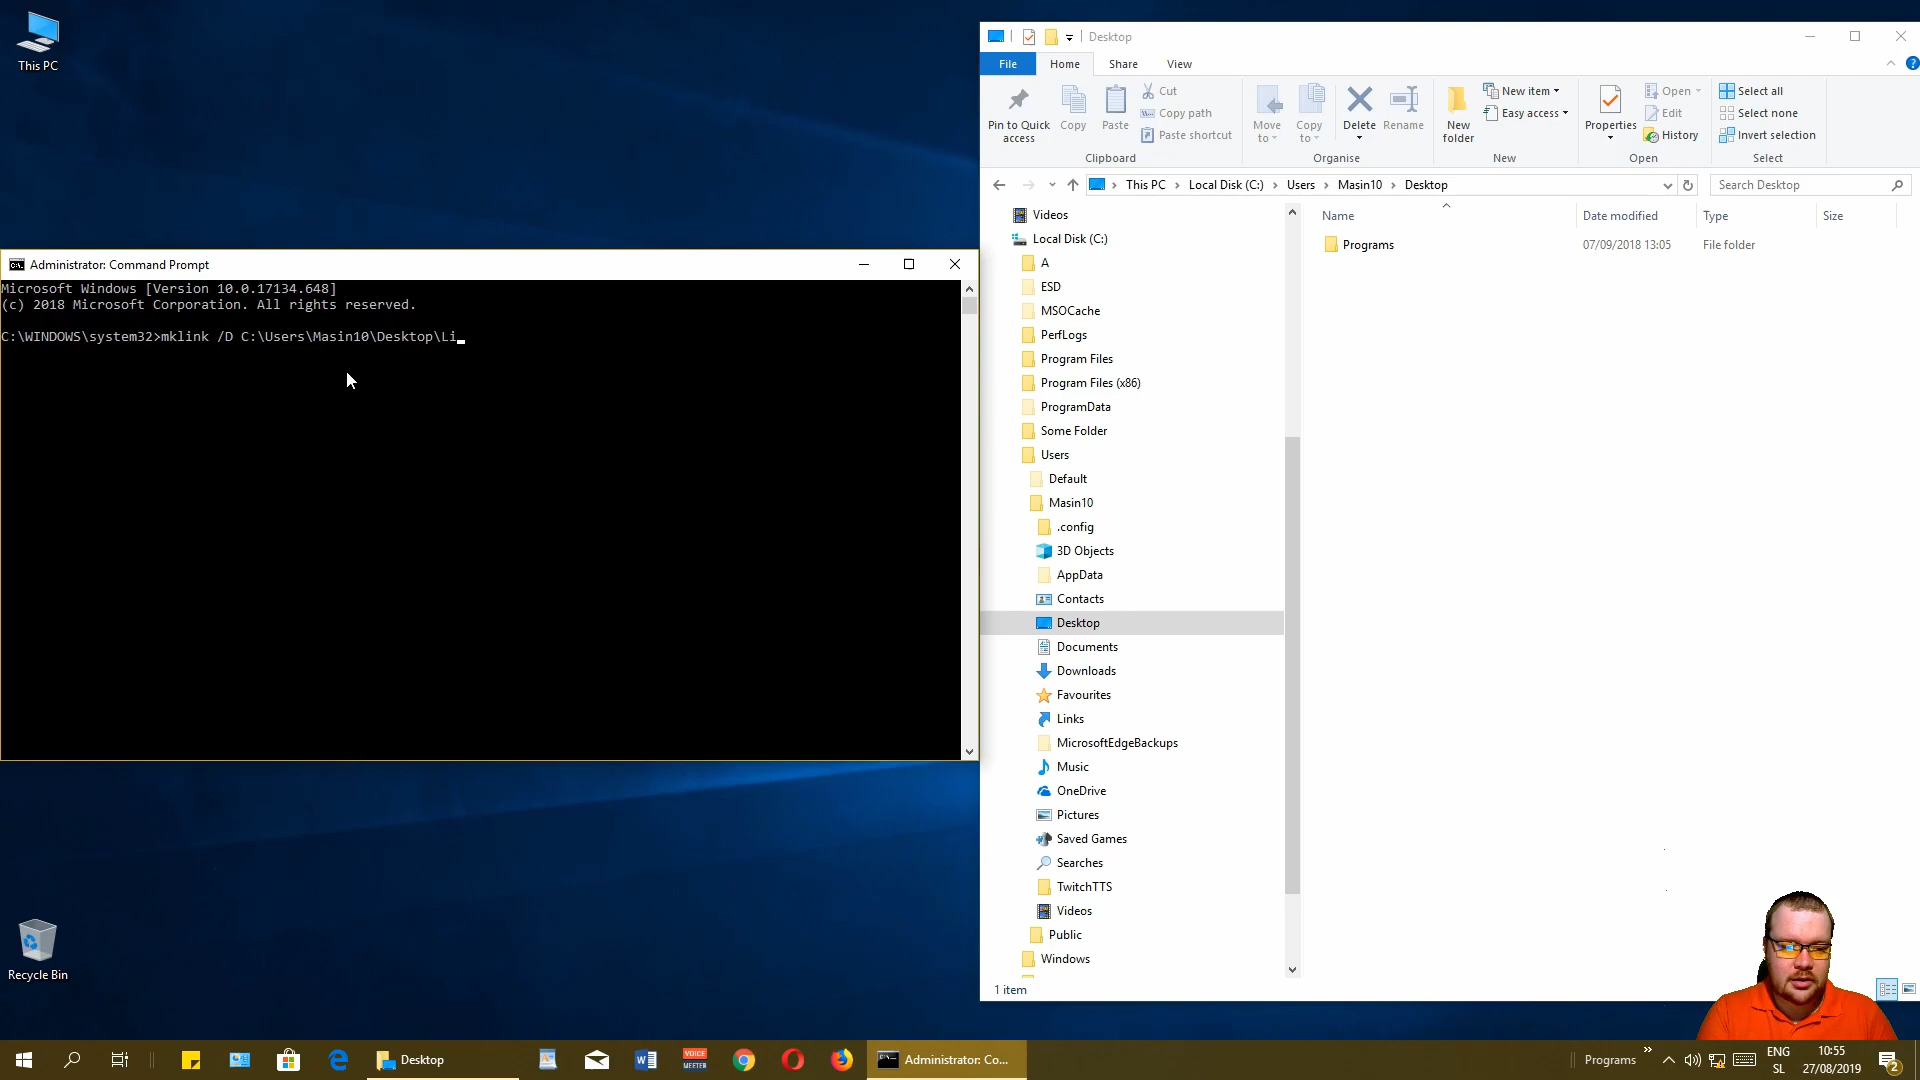 This PC
Recycle Bin
Administrator: Command Prompt
Microsoft Windows [Version 10.0.17134.648]
(c) 2018 Microsoft Corporation. All rights reserved.
C:\WINDOWS\system32>mklink /D C:\Users\Masin10\Desktop\Li
Desktop
File
Home
Share
View
Pin to Quick
access
Copy
Paste
Cut
Copy path
Paste shortcut
Clipboard
Move
to
Copy
to
Delete
Rename
Organise
New
folder
New item
Easy access
New
Properties
Open
Edit
History
Open
Select all
Select none
Invert selection
Select
This PC > Local Disk (C:) > Users > Masin10 > Desktop
Search Desktop
Videos
Local Disk (C:)
A
ESD
MSOCache
PerfLogs
Program Files
Program Files (x86)
ProgramData
Some Folder
Users
Default
Masin10
.config
3D Objects
AppData
Contacts
Desktop
Documents
Downloads
Favourites
Links
MicrosoftEdgeBackups
Music
OneDrive
Pictures
Saved Games
Searches
TwitchTTS
Videos
Public
Windows
Name Date modified Type Size
Programs 07/09/2018 13:05 File folder
1 item
Desktop
VOICE
MEETER
Administrator: Co...
Programs
ENG
SL
10:55
27/08/2019
2